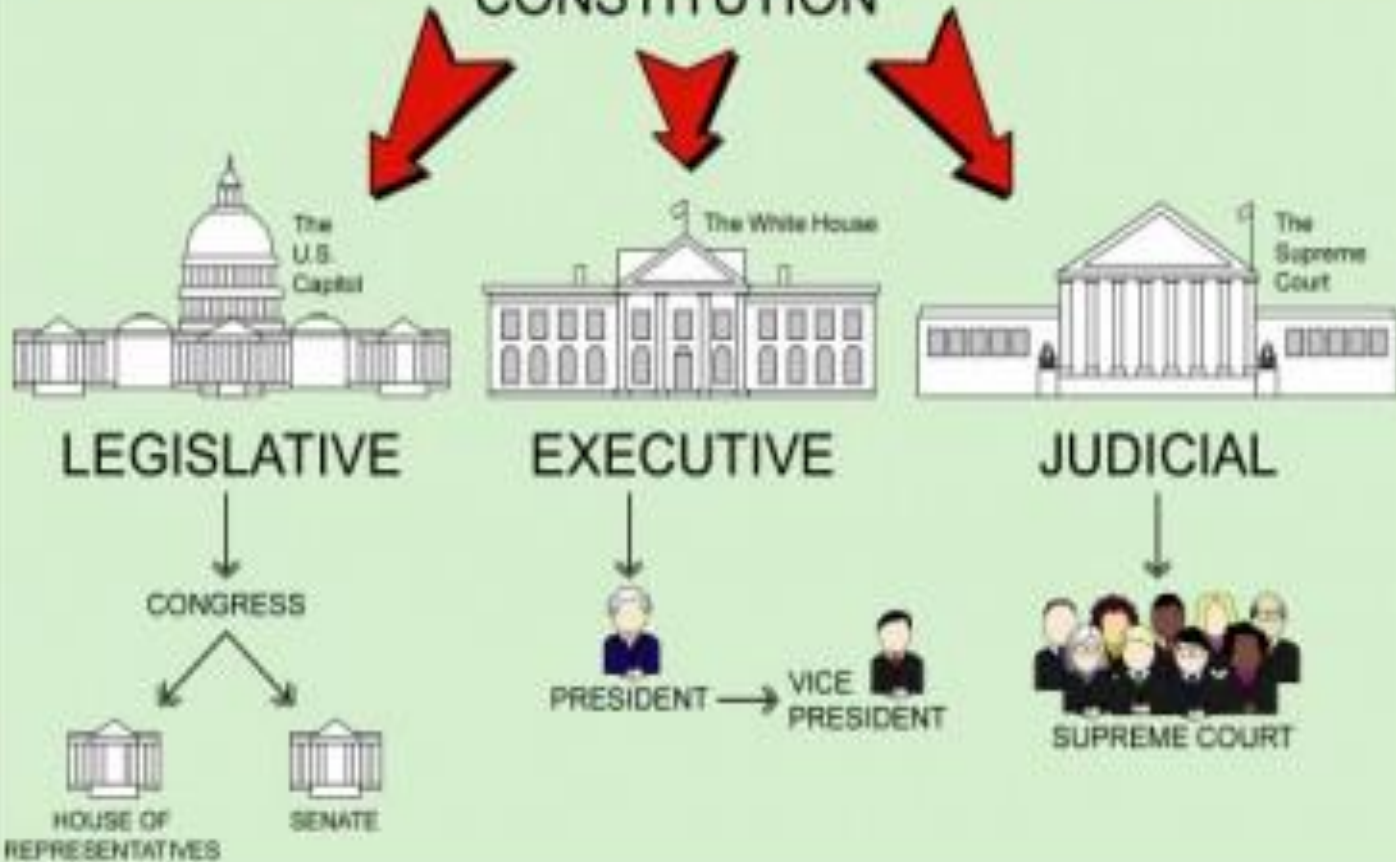 CONSTITUTION
The
U.S.
Capitol
The White House
The
Supreme
Court
LEGISLATIVE
EXECUTIVE
JUDICIAL
CONGRESS
PRESIDENT
VICE
PRESIDENT
SUPREME COURT
HOUSE OF
REPRESENTATIVES
SENATE